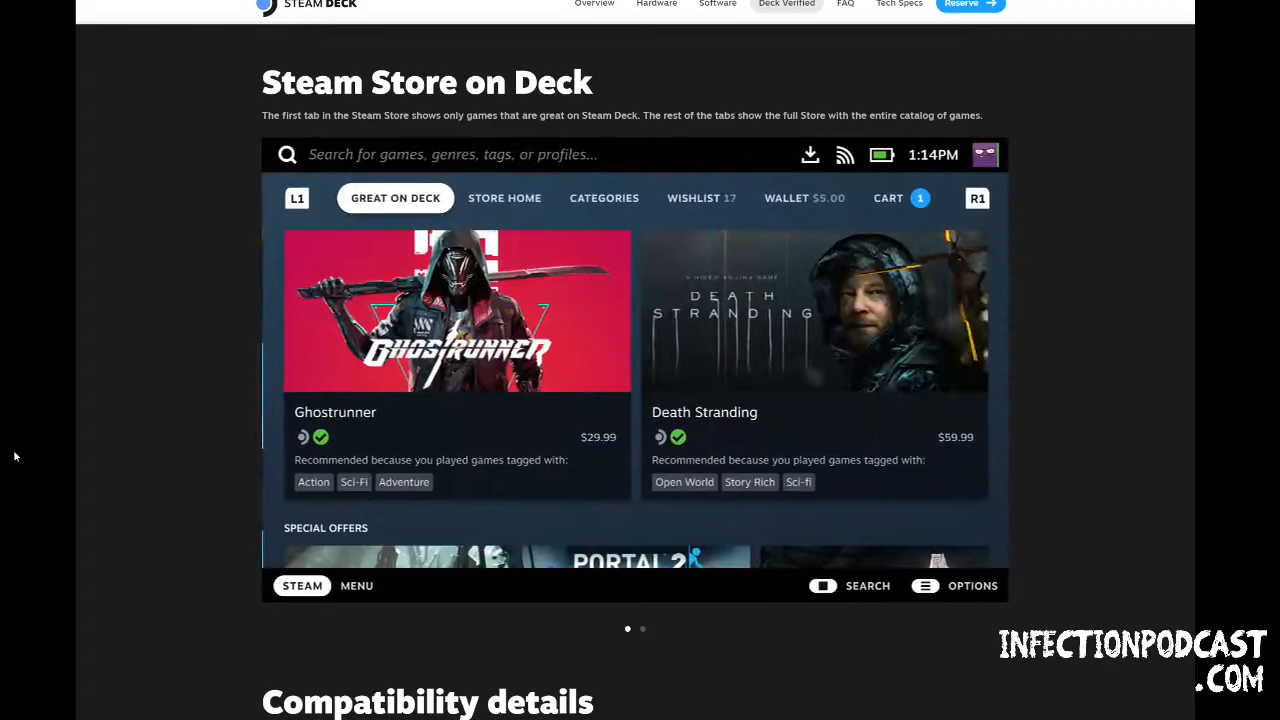 STEAM DECK
Overview Hardware Software Deck Verified FAQ Tech Specs Reserve →
Steam Store on Deck
The first tab in the Steam Store shows only games that are great on Steam Deck. The rest of the tabs show the full Store with the entire catalog of games.
Search for games, genres, tags, or profiles... 1:14PM
L1 GREAT ON DECK STORE HOME CATEGORIES WISHLIST 17 WALLET $5.00 CART 1 R1
GHOSTRUNNER
A HIDEO KOJIMA GAME
DEATH
STRANDING
Ghostrunner
$29.99
Recommended because you played games tagged with:
Action Sci-Fi Adventure
Death Stranding
$59.99
Recommended because you played games tagged with:
Open World Story Rich Sci-fi
SPECIAL OFFERS
PORTAL 2
STEAM MENU SEARCH OPTIONS
INFECTIONPODCAST
.COM
Compatibility details